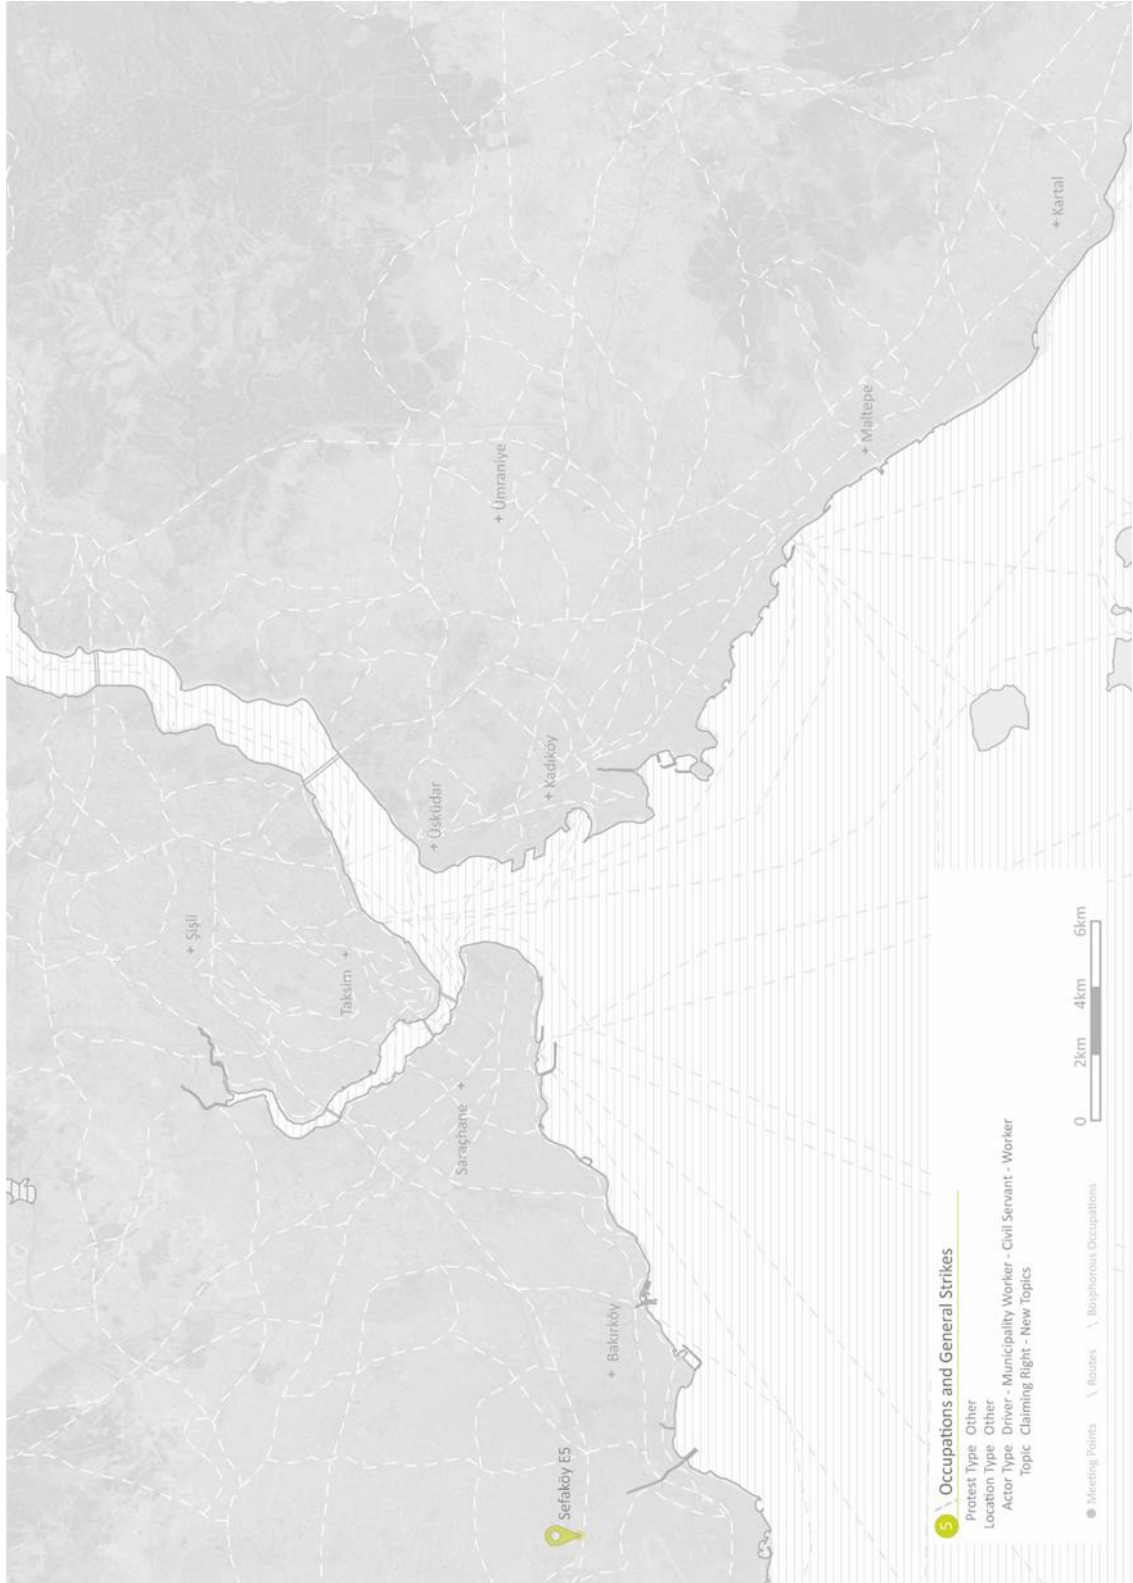 + Şişli
Taksim +
+ Üsküdar
+ Kadıköy
+ Ümraniye
+ Maltepe
+ Kartal
Saraçhane +
+ Bakırköy
Sefaköy E5
5 Occupations and General Strikes
Protest Type Other
Location Type Other
Actor Type Driver - Municipality Worker - Civil Servant - Worker
Topic Claiming Right - New Topics
Meeting Points \ Routes \ Bosphorous Occupations
0 2km 4km 6km